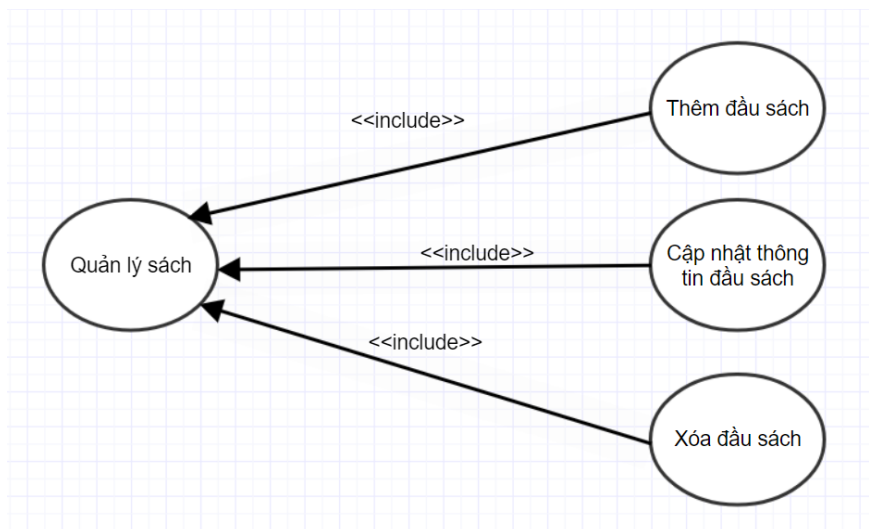 <<include>>
Thêm đầu sách
Quản lý sách
<<include>>
Cập nhật thông
tin đầu sách
<<include>>
Xóa đầu sách